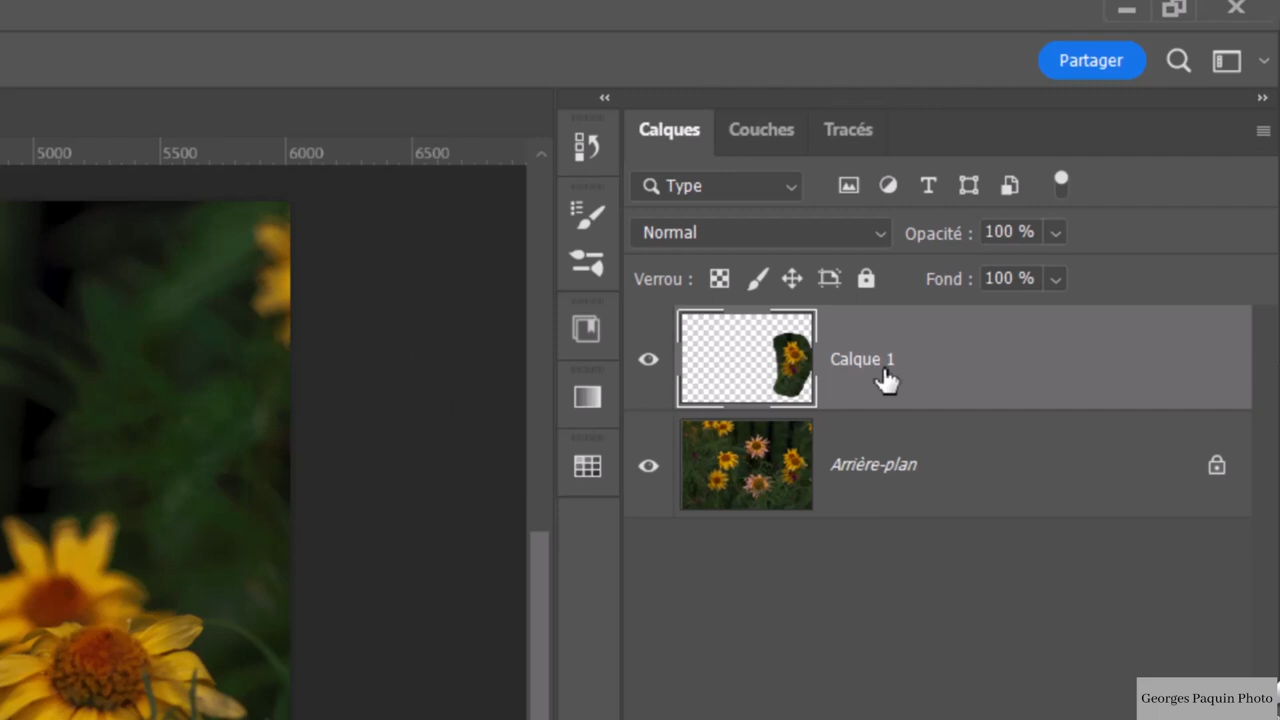 Partager
5000 5500 6000 6500
Calques Couches Tracés
Type
Normal Opacité : 100 %
Verrou : Fond : 100 %
Calque 1
Arrière-plan
Georges Paquin Photo